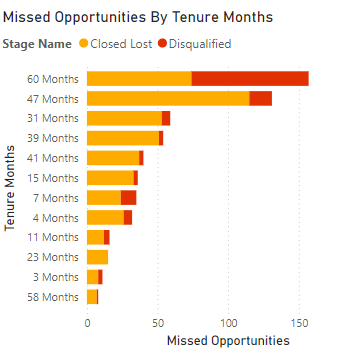 Missed Opportunities By Tenure Months
Stage Name Closed Lost Disqualified
60 Months
47 Months
31 Months
39 Months
41 Months
15 Months
7 Months
4 Months
11 Months
23 Months
3 Months
58 Months
Tenure Months
0 50 100 150
Missed Opportunities